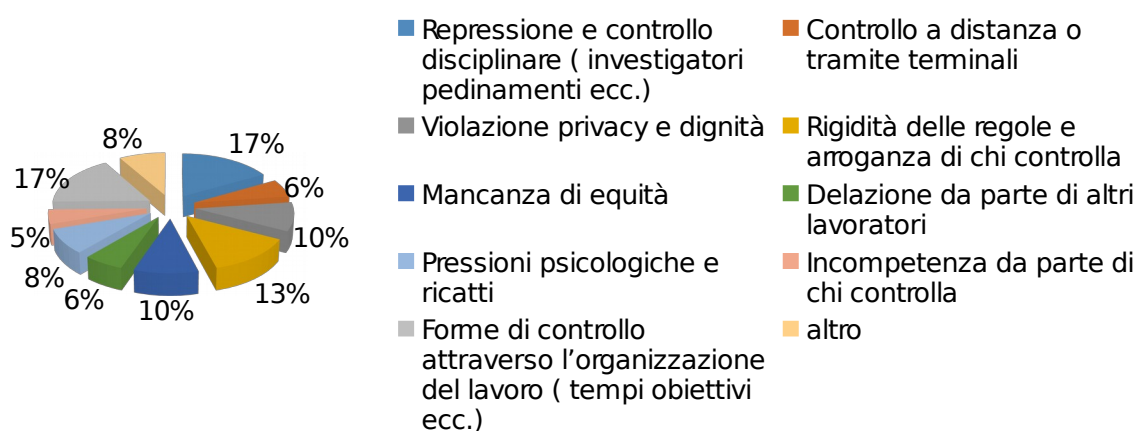 8%
17%
17%
6%
5%
10%
8%
6%
10%
13%
Repressione e controllo
disciplinare ( investigatori
pedinamenti ecc.)
Controllo a distanza o
tramite terminali
Violazione privacy e dignità
Rigidità delle regole e
arroganza di chi controlla
Mancanza di equità
Delazione da parte di altri
lavoratori
Pressioni psicologiche e
ricatti
Incompetenza da parte di
chi controlla
Forme di controllo
attraverso l’organizzazione
del lavoro ( tempi obiettivi
ecc.)
altro